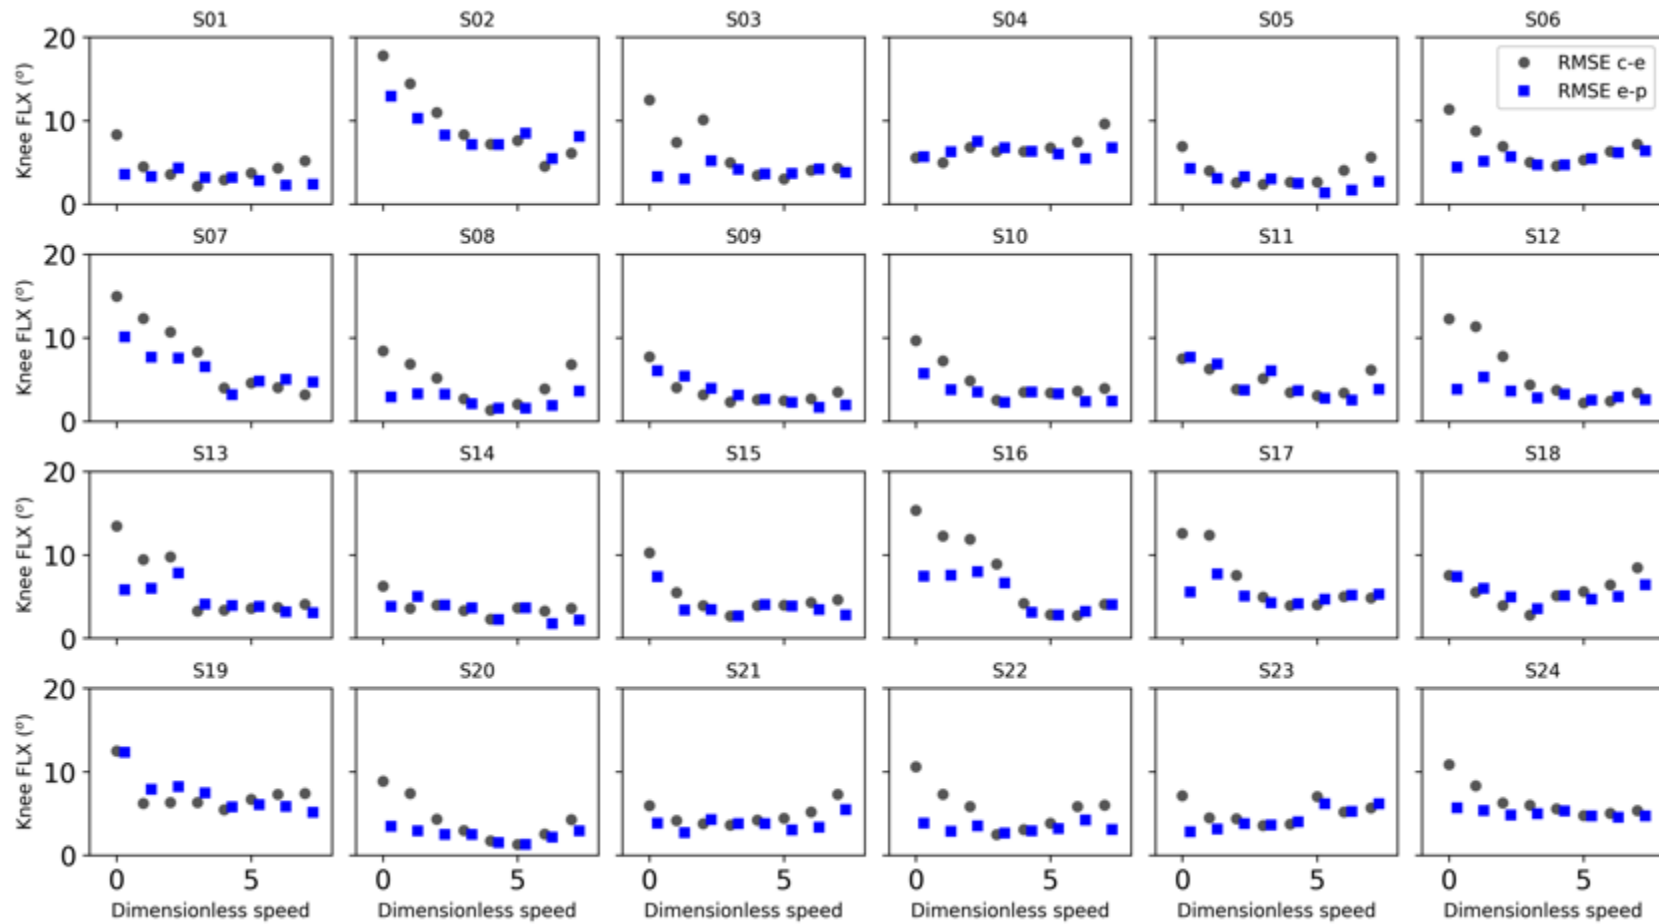 S01 S02 S03 S04 S05 S06
20
10
0
Knee FLX (°)
RMSE c-e
RMSE e-p
S07 S08 S09 S10 S11 S12
20
10
0
Knee FLX (°)
S13 S14 S15 S16 S17 S18
20
10
0
Knee FLX (°)
S19 S20 S21 S22 S23 S24
20
10
0
Knee FLX (°)
0 5 0 5 0 5 0 5 0 5 0 5
Dimensionless speed Dimensionless speed Dimensionless speed Dimensionless speed Dimensionless speed Dimensionless speed